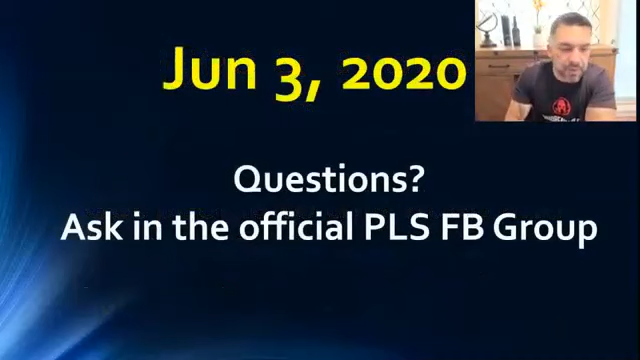 Jun 3, 2020
Questions?
Ask in the official PLS FB Group